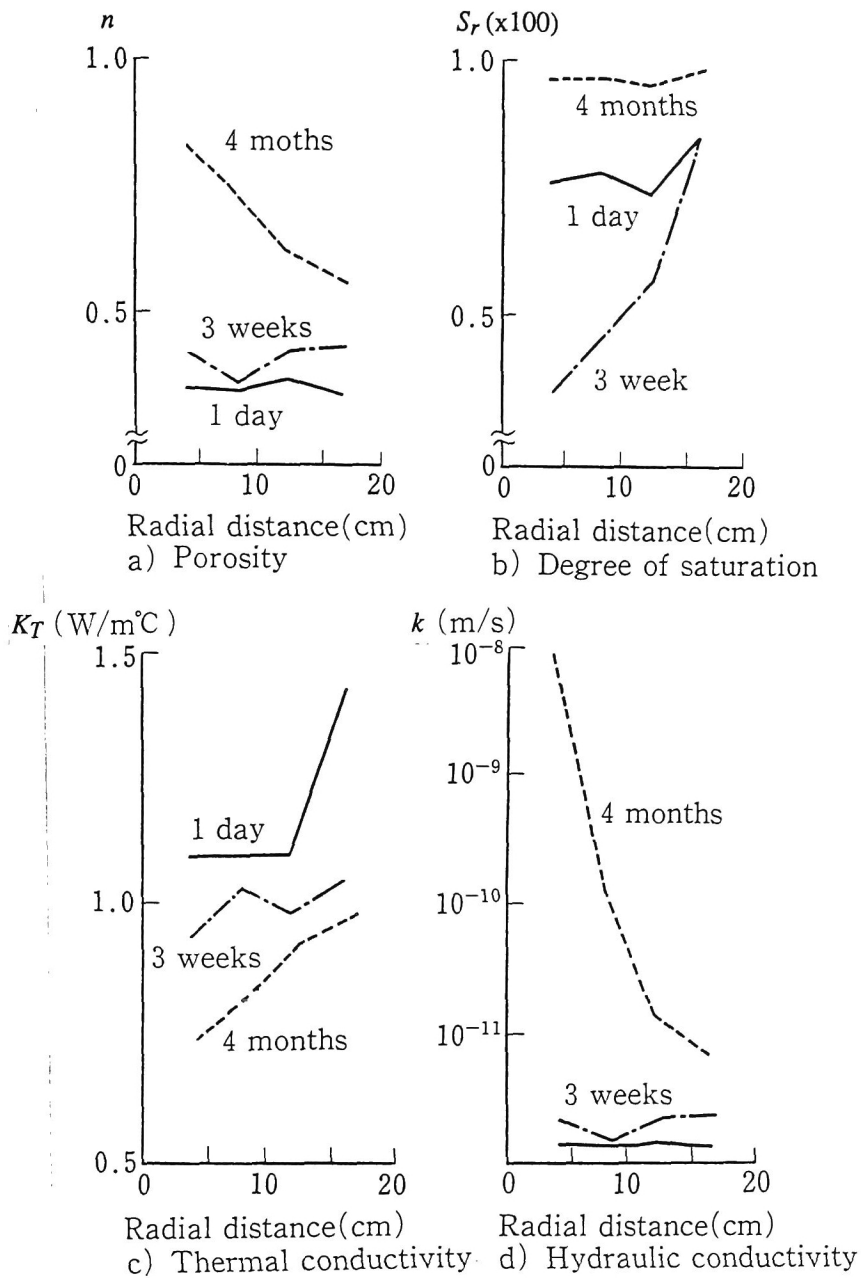 n
1.0
4 moths
0.5
3 weeks
1 day
0
0 10 20
Radial distance(cm)
a) Porosity
S_r (x100)
1.0
4 months
1 day
0.5
3 week
0
0 10 20
Radial distance(cm)
b) Degree of saturation
K_T (W/m℃)
1.5
1 day
1.0
3 weeks
4 months
0.5
0 10 20
Radial distance(cm)
c) Thermal conductivity
k (m/s)
10⁻⁸
10⁻⁹
4 months
10⁻¹⁰
10⁻¹¹
3 weeks
0 10 20
Radial distance(cm)
d) Hydraulic conductivity